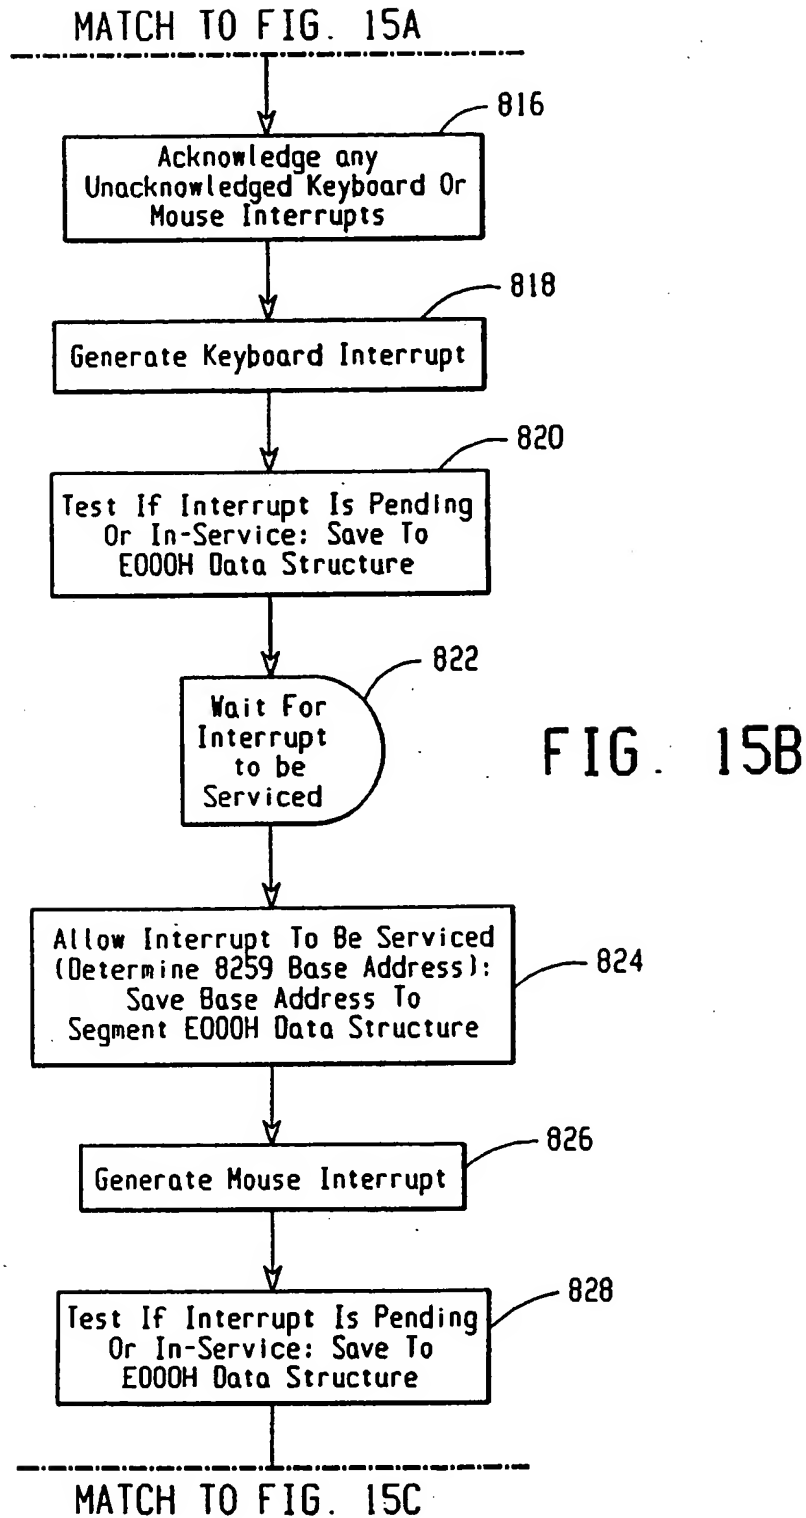 MATCH TO FIG. 15A
816
Acknowledge any
Unacknowledged Keyboard Or
Mouse Interrupts
818
Generate Keyboard Interrupt
820
Test If Interrupt Is Pending
Or In-Service: Save To
E000H Data Structure
822
Wait For
Interrupt
to be
Serviced
FIG. 15B
Allow Interrupt To Be Serviced
(Determine 8259 Base Address):
Save Base Address To
Segment E000H Data Structure
824
826
Generate Mouse Interrupt
828
Test If Interrupt Is Pending
Or In-Service: Save To
E000H Data Structure
MATCH TO FIG. 15C